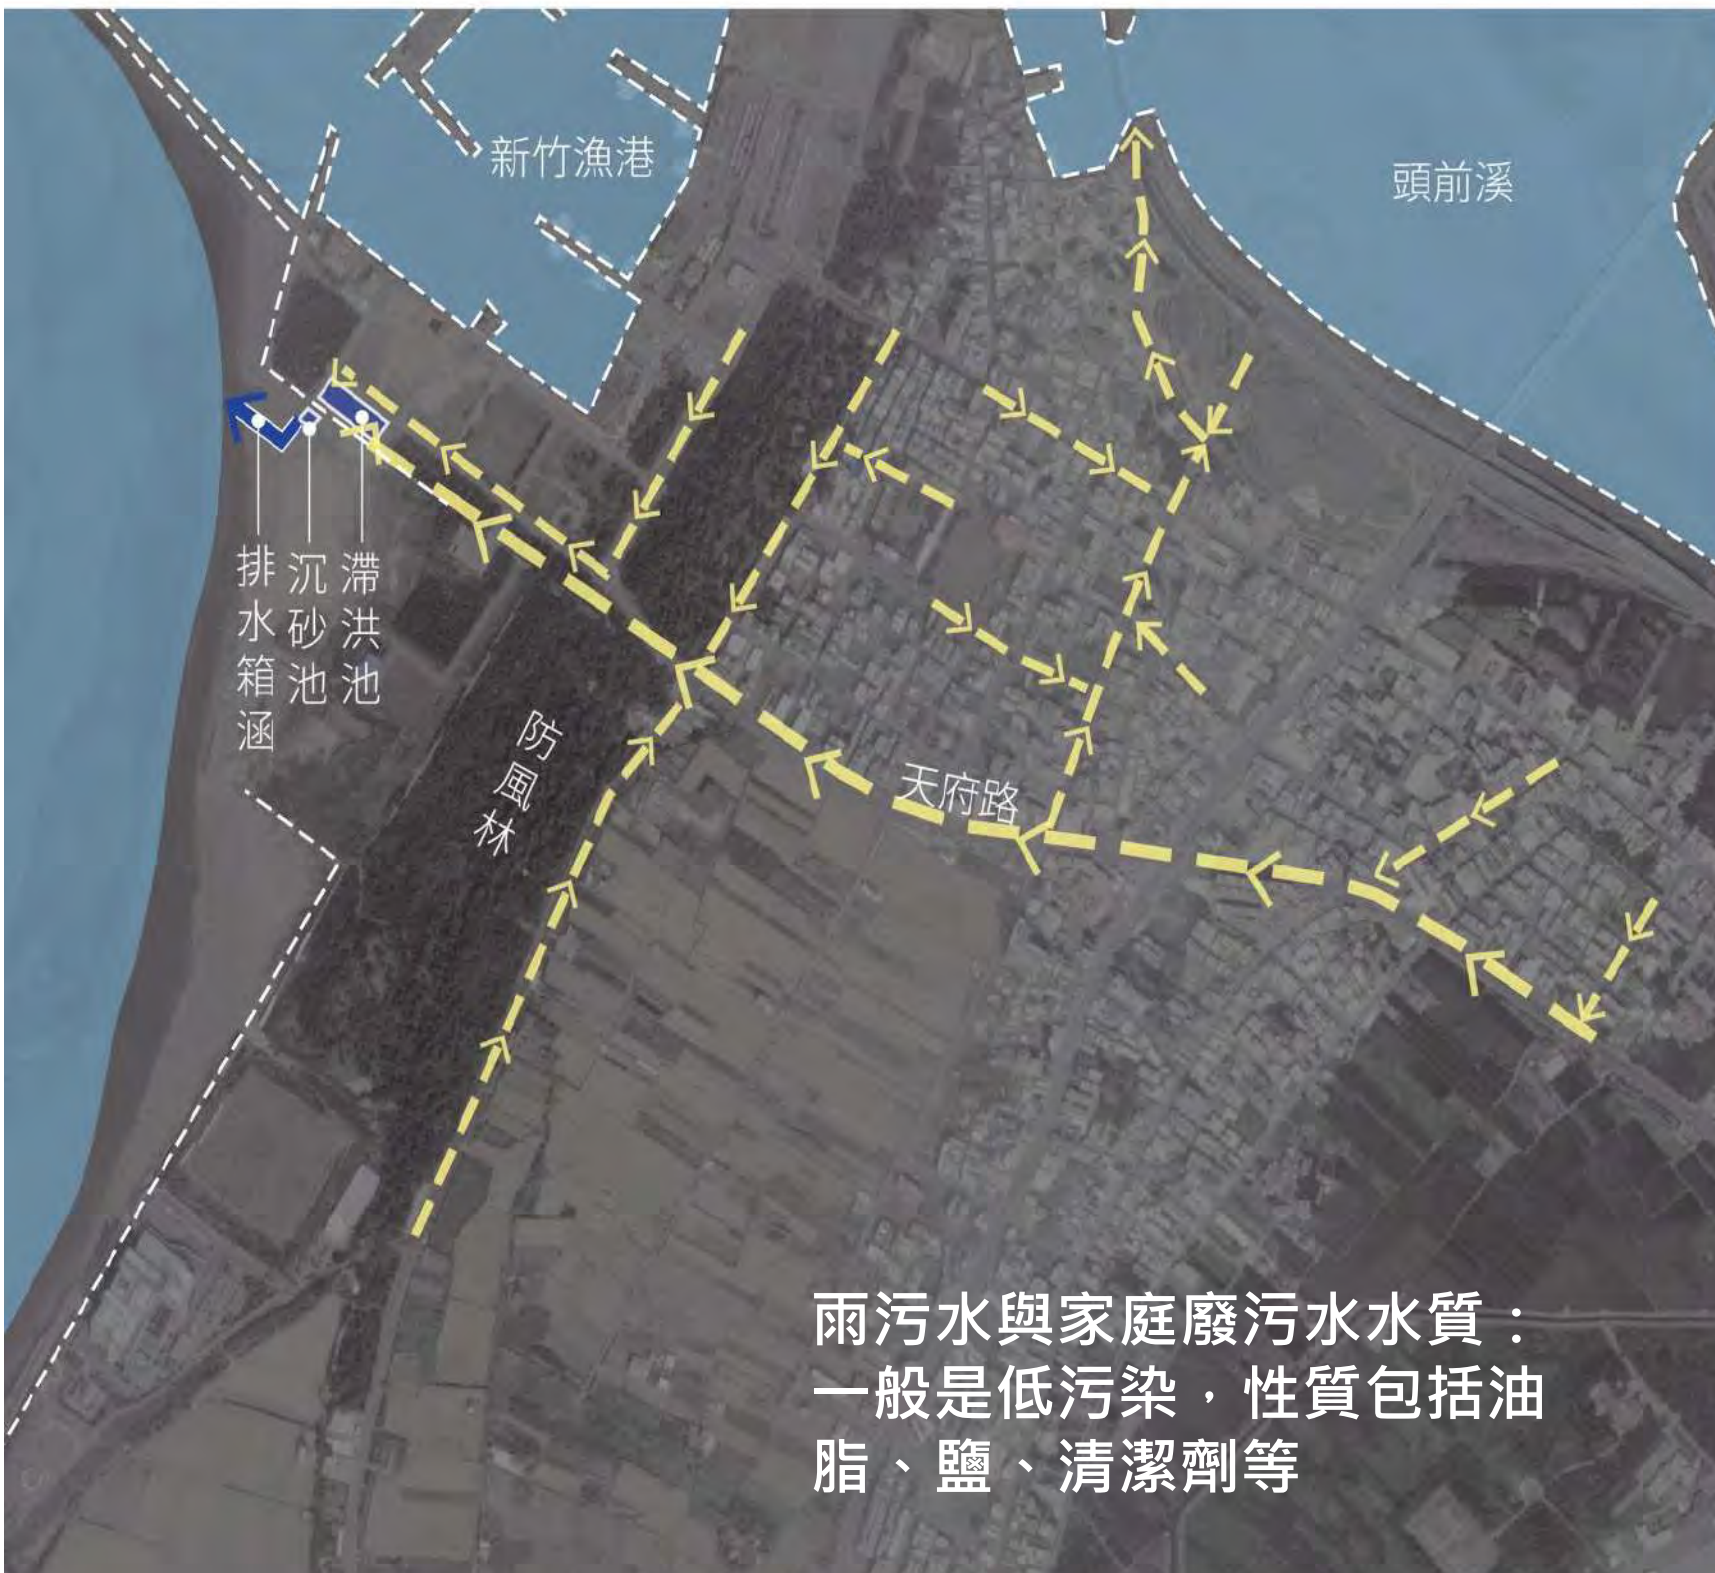 新竹漁港
頭前溪
排水箱涵
沉砂池
滯洪池
防風林
天府路
雨污水與家庭廢污水水質：
一般是低污染，性質包括油
脂、鹽、清潔劑等